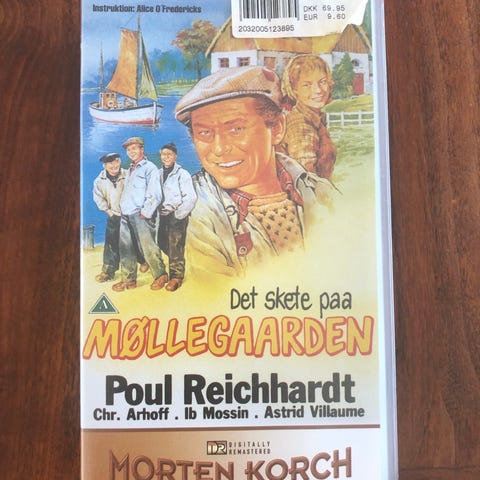 Instruktion: Alice O'Fredericks
DKK 69.95
EUR 9.60
2032005123895
A
Det skete paa
MØLLEGAARDEN
Poul Reichhardt
Chr. Arhoff . Ib Mossin . Astrid Villaume
DR DIGITALLY
REMASTERED
MORTEN KORCH